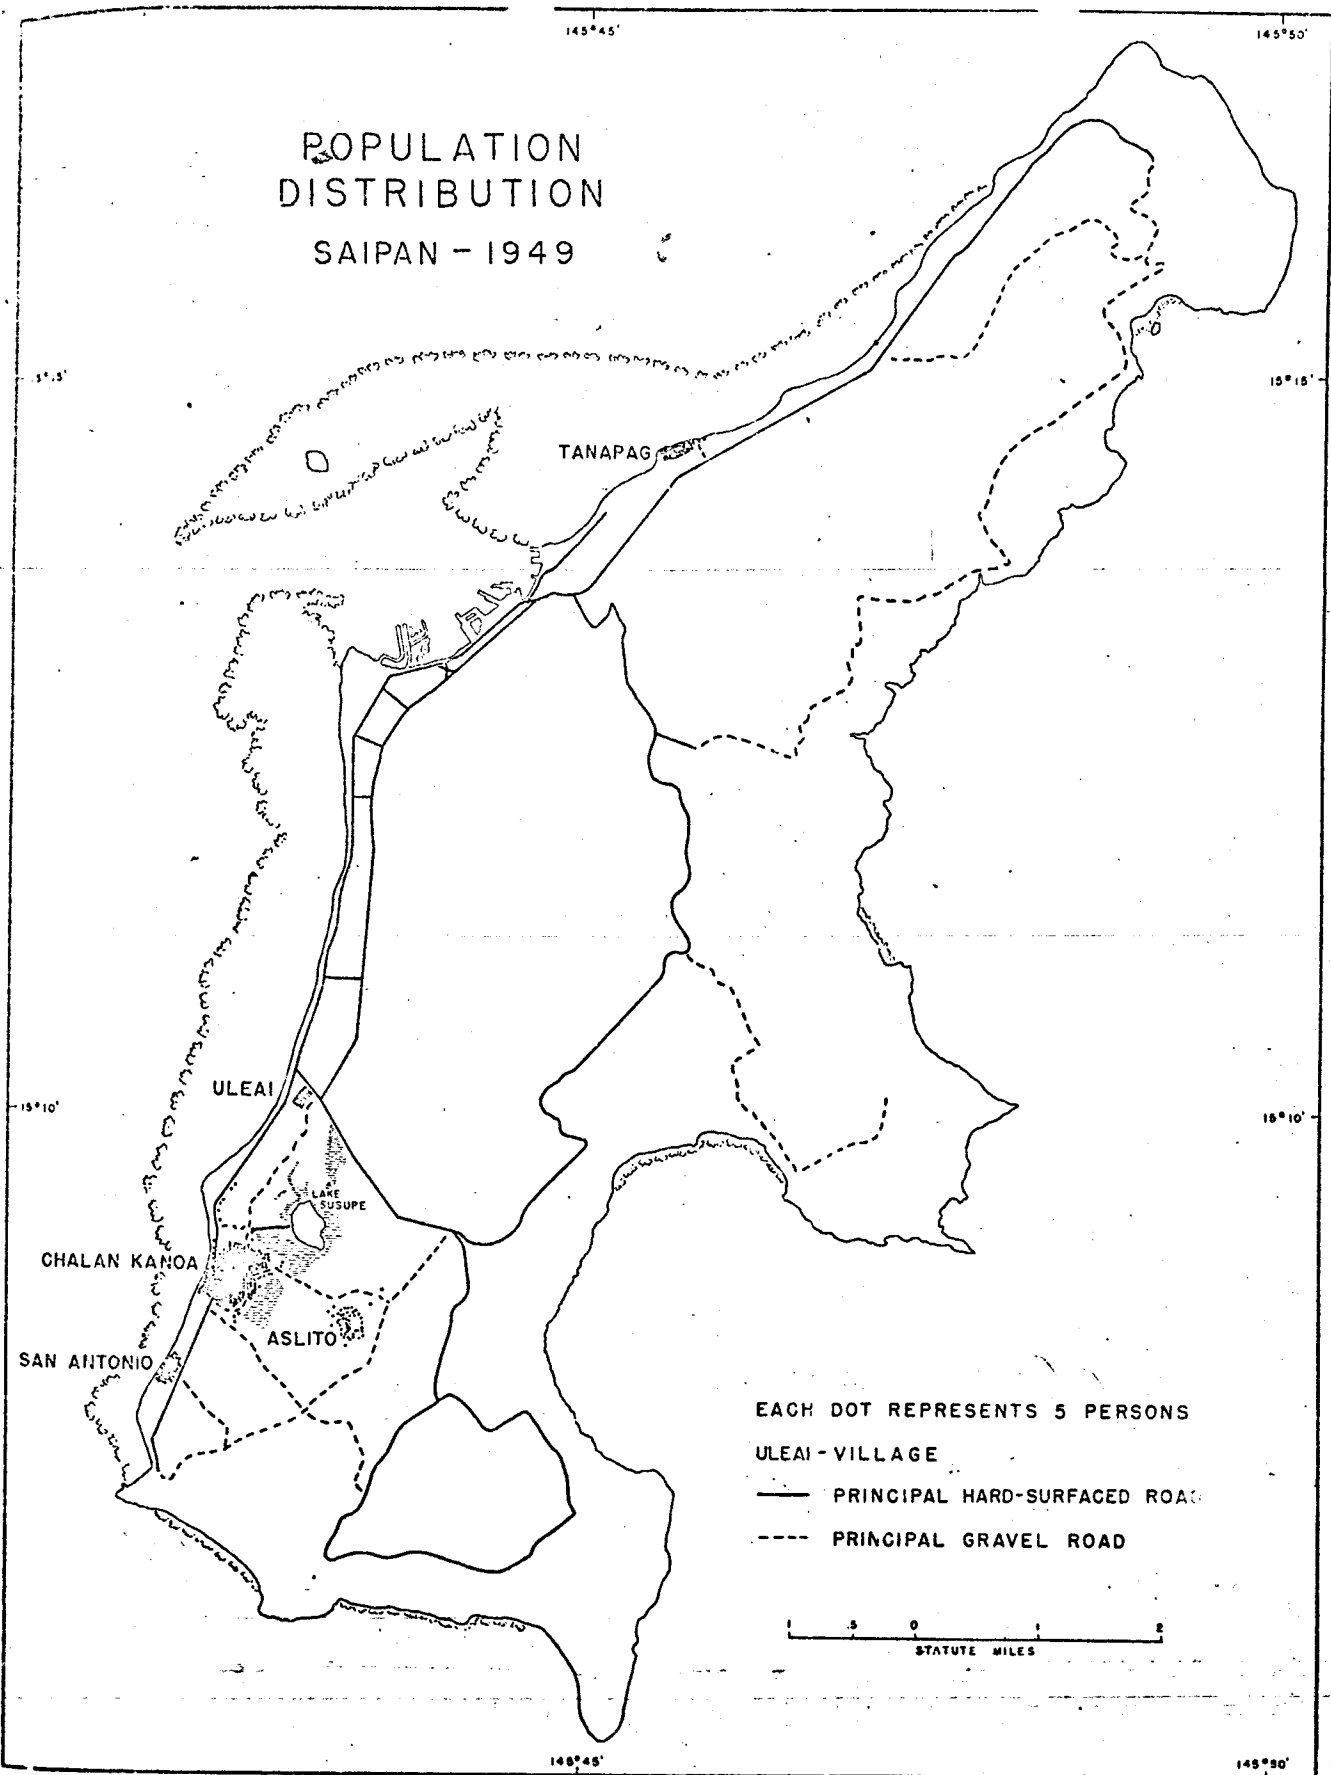 145°45'
145°50'
POPULATION
DISTRIBUTION
SAIPAN - 1949
15°15'
TANAPAG
ULEAI
15°10'
15°10'
LAKE
SUSUPE
CHALAN KANOA
ASLITO
SAN ANTONIO
EACH DOT REPRESENTS 5 PERSONS
ULEAI - VILLAGE
PRINCIPAL HARD-SURFACED ROAD
PRINCIPAL GRAVEL ROAD
1 .5 0 1 2
STATUTE MILES
145°45'
145°50'